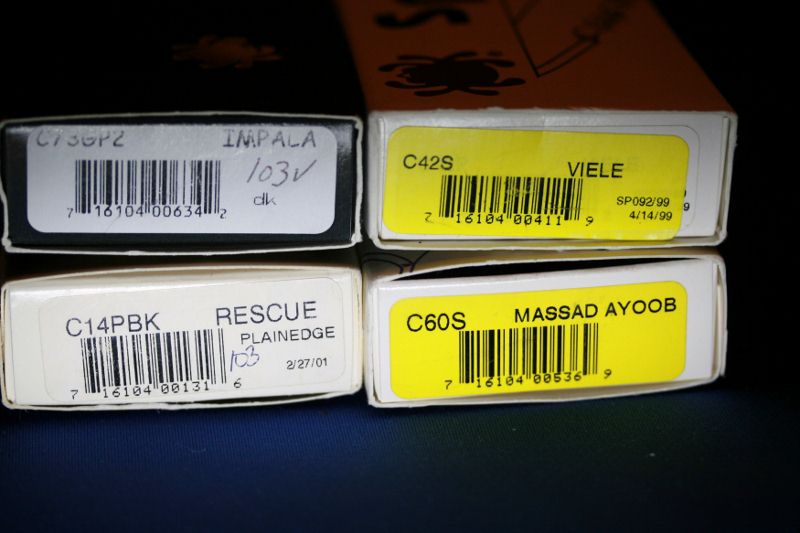 C73GP2 IMPALA
103V
dk
7 16104 00634 2
C42S VIELE
SP092/99
4/14/99
7 16104 00411 9
C14PBK RESCUE
PLAINEDGE
103
2/27/01
7 16104 00131 6
C60S MASSAD AYOOB
7 16104 00536 9